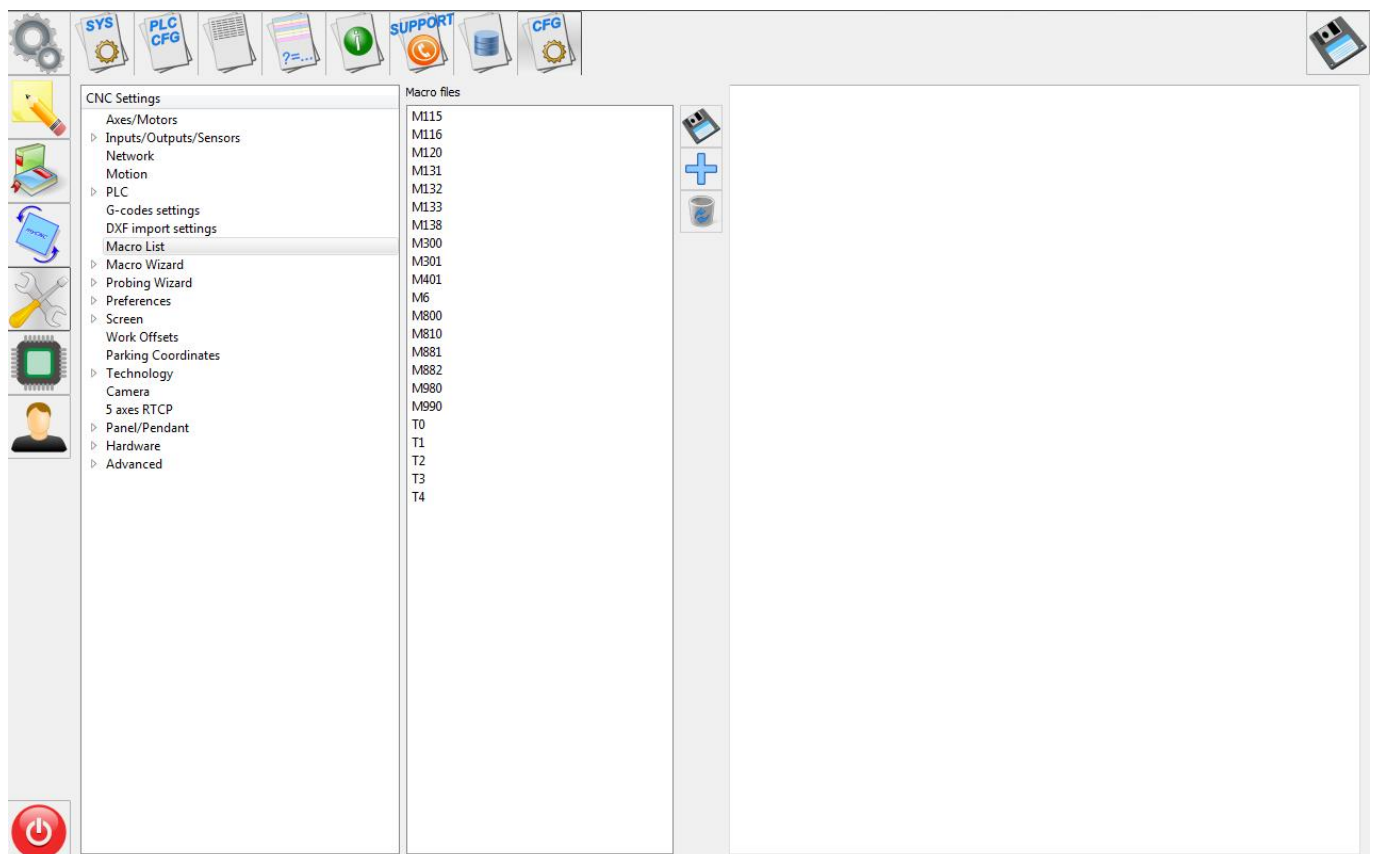 SYS
PLC
CFG
?=...
SUPPORT
CFG
myCNC
CNC Settings
Axes/Motors
Inputs/Outputs/Sensors
Network
Motion
PLC
G-codes settings
DXF import settings
Macro List
Macro Wizard
Probing Wizard
Preferences
Screen
Work Offsets
Parking Coordinates
Technology
Camera
5 axes RTCP
Panel/Pendant
Hardware
Advanced
Macro files
M115
M116
M120
M131
M132
M133
M138
M300
M301
M401
M6
M800
M810
M881
M882
M980
M990
T0
T1
T2
T3
T4